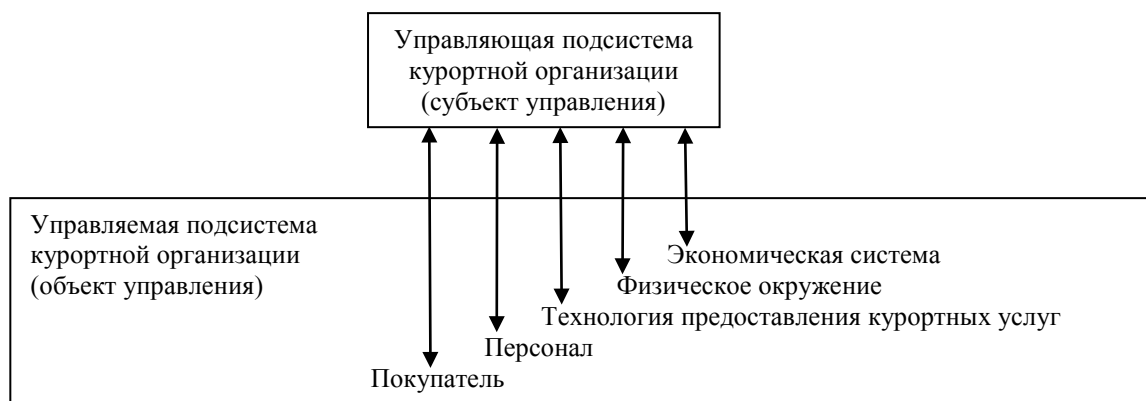 Управляющая подсистема
курортной организации
(субъект управления)
Управляемая подсистема
курортной организации
(объект управления)
Экономическая система
Физическое окружение
Технология предоставления курортных услуг
Персонал
Покупатель